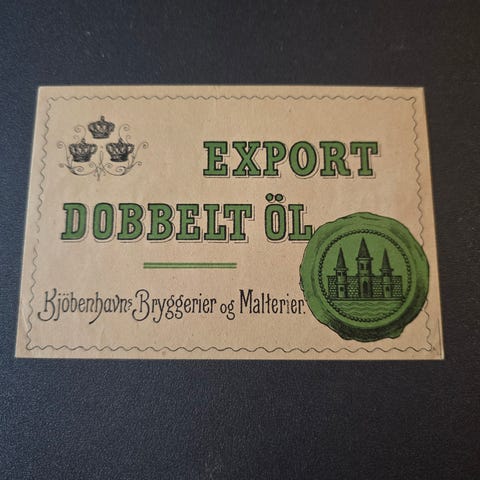 EXPORT
DOBBELT ÖL
Kjöbenhavns Bryggerier og Malterier.